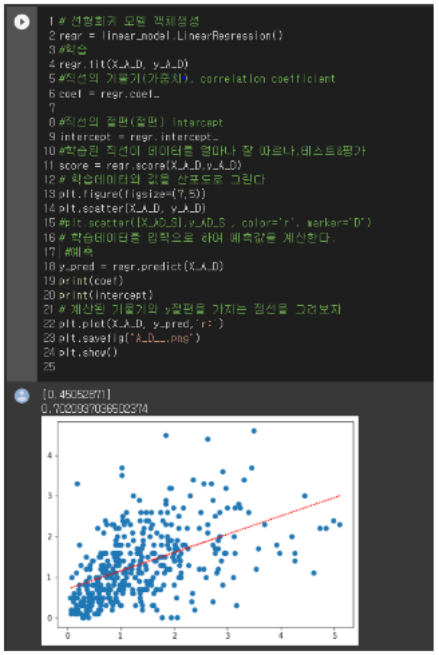 1 # 선형회귀 모델 객체생성
2 regr = linear_model.LinearRegression()
3 #학습
4 regr.fit(X_A_D, y_A_D)
5 #직선의 기울기(가중치), correlation coefficient
6 coef = regr.coef_
7
8 #직선의 절편(절편) intercept
9 intercept = regr.intercept_
10 #학습된 직선이 데이터를 얼마나 잘 따르나,테스트&평가
11 score = regr.score(X_A_D,y_A_D)
12 # 학습데이터와 값을 산포도로 그린다
13 plt.figure(figsize=(7,5))
14 plt.scatter(X_A_D, y_A_D)
15 #plt.scatter([X_AD_S],y_AD_S , color='r', marker="D")
16 # 학습데이터를 입력으로 하여 예측값을 계산한다.
17 #예측
18 y_pred = regr.predict(X_A_D)
19 print(coef)
20 print(intercept)
21 # 계산된 기울기와 y절편을 가지는 점선을 그려보자
22 plt.plot(X_A_D, y_pred,'r:')
23 plt.savefig("A_D__.png")
24 plt.show()
25
[0.45052871]
0.7020937036502374
4
3
2
1
0
0 1 2 3 4 5